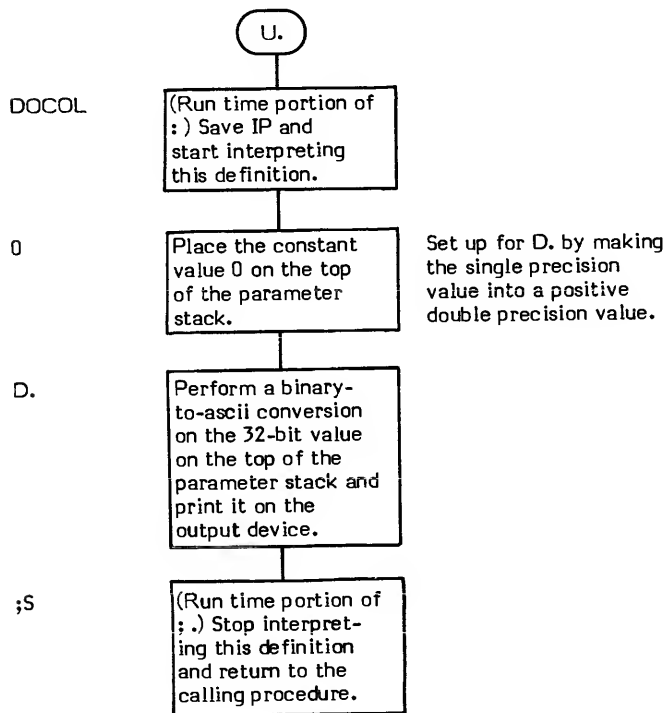 U.
DOCOL
(Run time portion of
: ) Save IP and
start interpreting
this definition.
0
Place the constant
value 0 on the top
of the parameter
stack.
Set up for D. by making
the single precision
value into a positive
double precision value.
D.
Perform a binary-
to-ascii conversion
on the 32-bit value
on the top of the
parameter stack and
print it on the
output device.
;S
(Run time portion of
; .) Stop interpret-
ing this definition
and return to the
calling procedure.